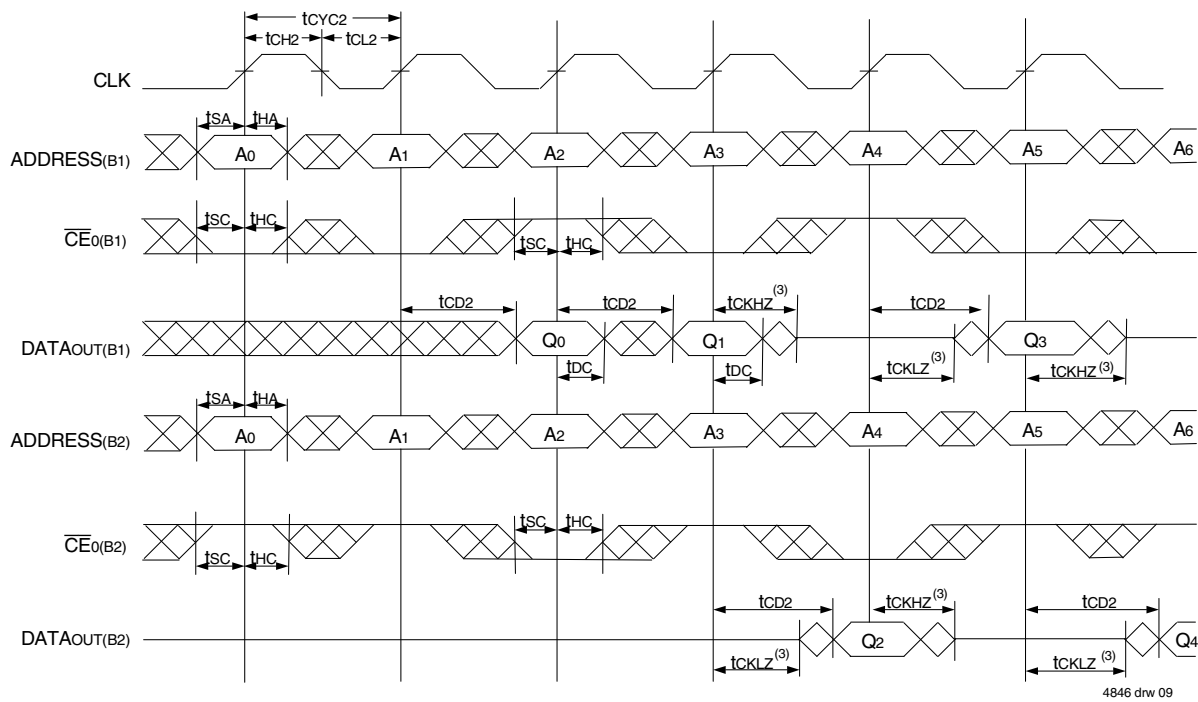 tCYC2
tCH2 tCL2
CLK
tSA tHA
ADDRESS(B1) A0 A1 A2 A3 A4 A5 A6
tSC tHC
CE0(B1)
tSC tHC
tCD2 tCD2 tCKHZ(3) tCD2
DATAOUT(B1) Q0 Q1 Q3
tDC tDC tCKLZ(3) tCKHZ(3)
tSA tHA
ADDRESS(B2) A0 A1 A2 A3 A4 A5 A6
tSC tHC
CE0(B2)
tSC tHC
tCD2 tCKHZ(3) tCD2
DATAOUT(B2) Q2 Q4
tCKLZ(3) tCKLZ(3)
4846 drw 09